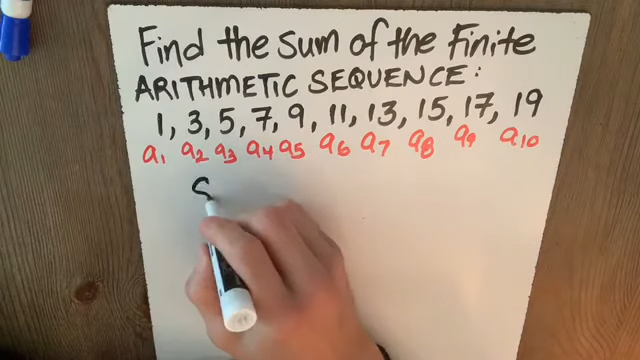 Find the Sum of the Finite
ARITHMETIC SEQUENCE:
1, 3, 5, 7, 9, 11, 13, 15, 17, 19
a1 a2 a3 a4 a5 a6 a7 a8 a9 a10
S